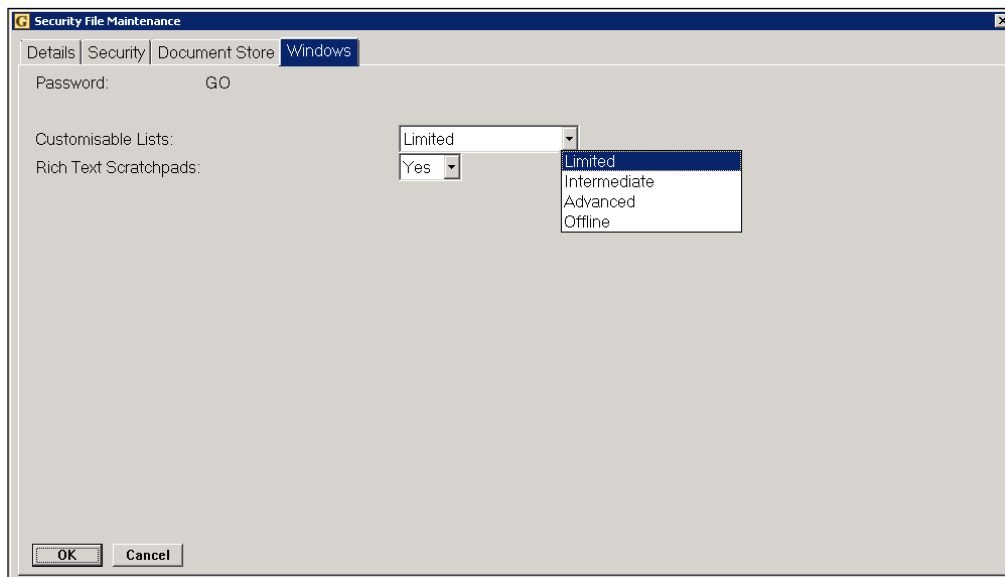 G Security File Maintenance
Details Security Document Store Windows
Password: GO
Customisable Lists: Limited
Rich Text Scratchpads: Yes
Limited
Intermediate
Advanced
Offline
OK Cancel